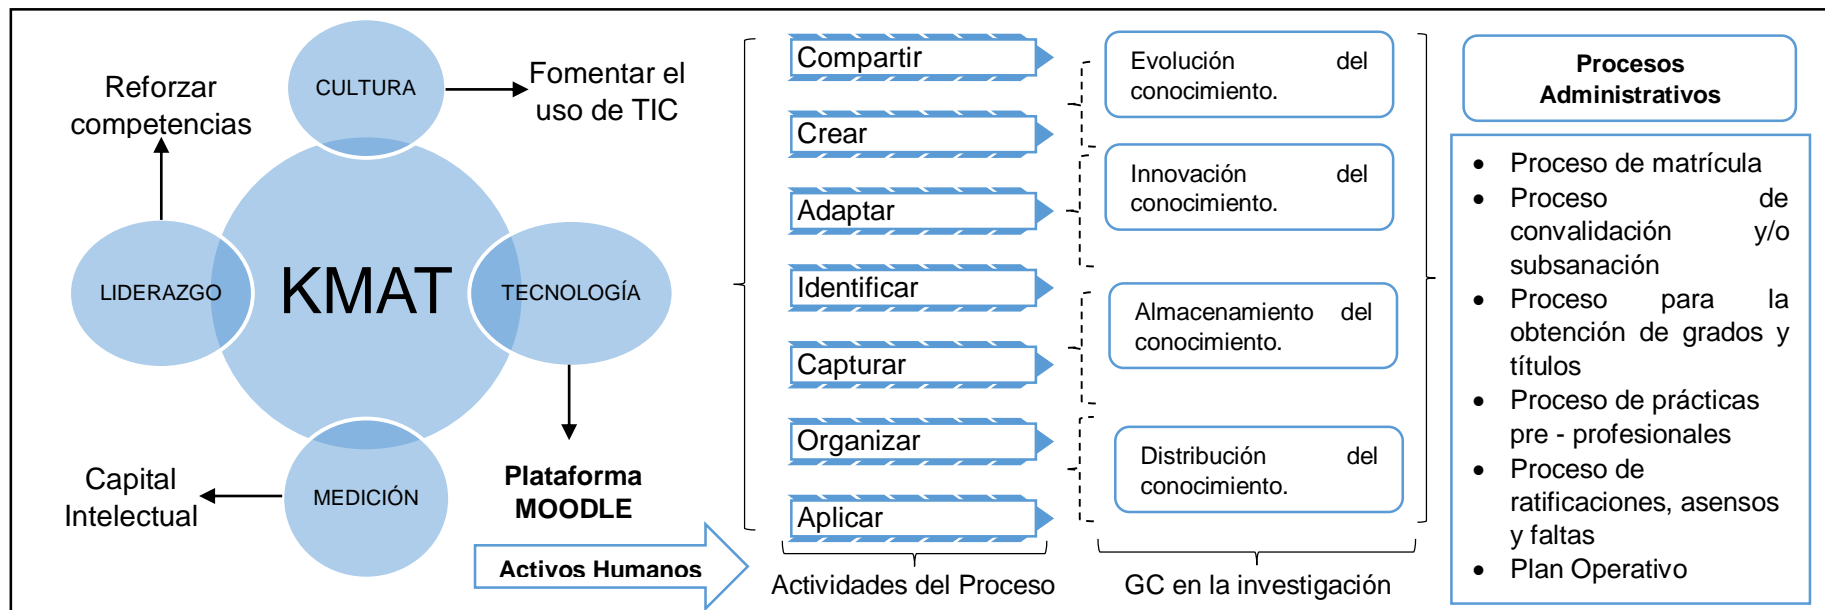 CULTURA
Fomentar el
uso de TIC
Reforzar
competencias
LIDERAZGO
KMAT
TECNOLOGÍA
Capital
Intelectual
MEDICIÓN
Plataforma
MOODLE
Activos Humanos
Compartir
Crear
Adaptar
Identificar
Capturar
Organizar
Aplicar
Actividades del Proceso
Evolución del
conocimiento.
Innovación del
conocimiento.
Almacenamiento del
conocimiento.
Distribución del
conocimiento.
GC en la investigación
Procesos
Administrativos
• Proceso de matrícula
• Proceso de
convalidación y/o
subsanación
• Proceso para la
obtención de grados y
títulos
• Proceso de prácticas
pre - profesionales
• Proceso de
ratificaciones, asensos
y faltas
• Plan Operativo